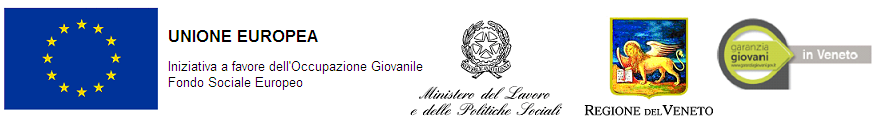 UNIONE EUROPEA
Iniziativa a favore dell'Occupazione Giovanile
Fondo Sociale Europeo
Ministero del Lavoro
e delle Politiche Sociali
REGIONE DEL VENETO
garanzia
giovani
in Veneto